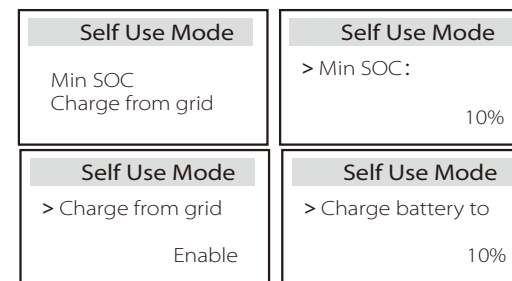 Self Use Mode
Min SOC
Charge from grid
Self Use Mode
> Min SOC:
10%
Self Use Mode
> Charge from grid
Enable
Self Use Mode
> Charge battery to
10%